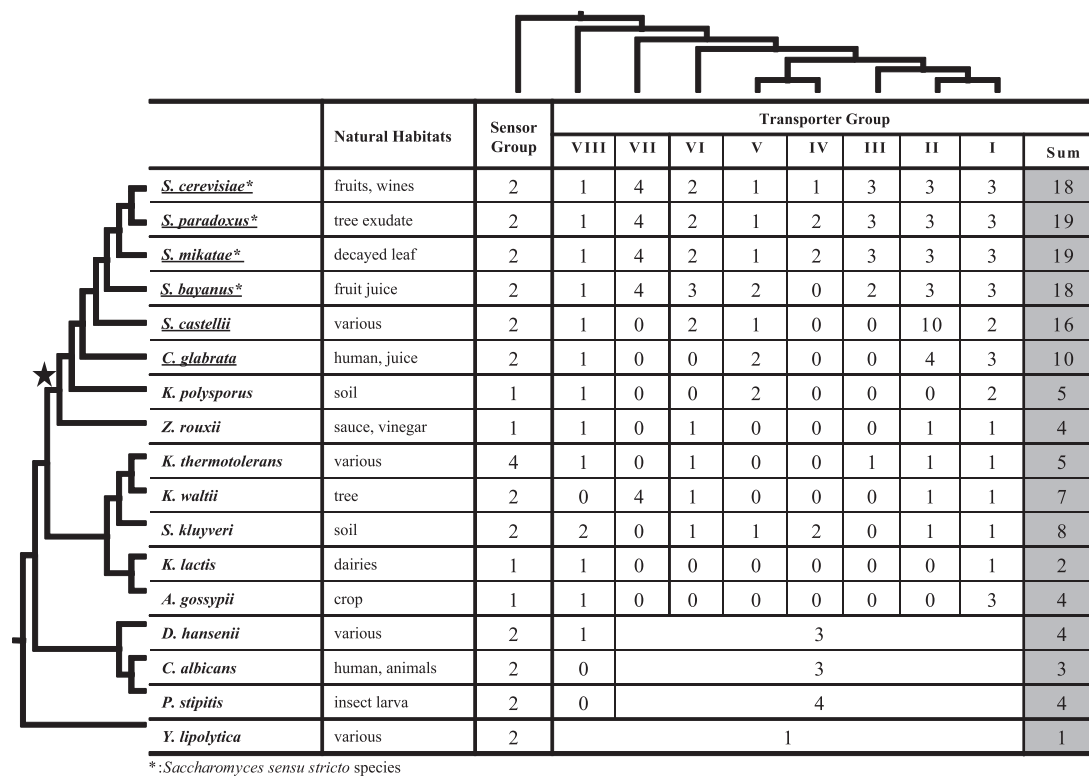 Natural Habitats Sensor Group Transporter Group
VIII VII VI V IV III II I Sum
S. cerevisiae* fruits, wines 2 1 4 2 1 1 3 3 3 18
S. paradoxus* tree exudate 2 1 4 2 1 2 3 3 3 19
S. mikatae* decayed leaf 2 1 4 2 1 2 3 3 3 19
S. bayanus* fruit juice 2 1 4 3 2 0 2 3 3 18
S. castellii various 2 1 0 2 1 0 0 10 2 16
C. glabrata human, juice 2 1 0 0 2 0 0 4 3 10
K. polysporus soil 1 1 0 0 2 0 0 0 2 5
Z. rouxii sauce, vinegar 1 1 0 1 0 0 0 1 1 4
K. thermotolerans various 4 1 0 1 0 0 1 1 1 5
K. waltii tree 2 0 4 1 0 0 0 1 1 7
S. kluyveri soil 2 2 0 1 1 2 0 1 1 8
K. lactis dairies 1 1 0 0 0 0 0 0 1 2
A. gossypii crop 1 1 0 0 0 0 0 0 3 4
D. hansenii various 2 1 3 4
C. albicans human, animals 2 0 3 3
P. stipitis insect larva 2 0 4 4
Y. lipolytica various 2 1 1
*:Saccharomyces sensu stricto species